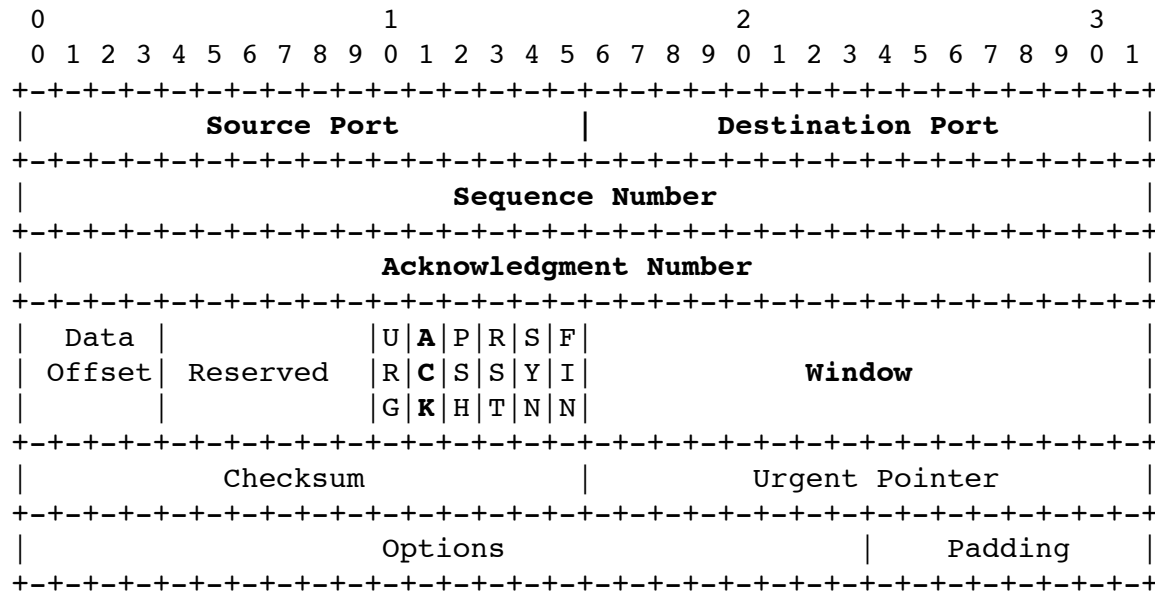 0                   1                   2                   3
 0 1 2 3 4 5 6 7 8 9 0 1 2 3 4 5 6 7 8 9 0 1 2 3 4 5 6 7 8 9 0 1
+-+-+-+-+-+-+-+-+-+-+-+-+-+-+-+-+-+-+-+-+-+-+-+-+-+-+-+-+-+-+-+-+
|          Source Port          |       Destination Port        |
+-+-+-+-+-+-+-+-+-+-+-+-+-+-+-+-+-+-+-+-+-+-+-+-+-+-+-+-+-+-+-+-+
|                        Sequence Number                        |
+-+-+-+-+-+-+-+-+-+-+-+-+-+-+-+-+-+-+-+-+-+-+-+-+-+-+-+-+-+-+-+-+
|                    Acknowledgment Number                      |
+-+-+-+-+-+-+-+-+-+-+-+-+-+-+-+-+-+-+-+-+-+-+-+-+-+-+-+-+-+-+-+-+
|  Data |           |U|A|P|R|S|F|                               |
| Offset| Reserved  |R|C|S|S|Y|I|            Window             |
|       |           |G|K|H|T|N|N|                               |
+-+-+-+-+-+-+-+-+-+-+-+-+-+-+-+-+-+-+-+-+-+-+-+-+-+-+-+-+-+-+-+-+
|           Checksum            |         Urgent Pointer        |
+-+-+-+-+-+-+-+-+-+-+-+-+-+-+-+-+-+-+-+-+-+-+-+-+-+-+-+-+-+-+-+-+
|                    Options                    |    Padding    |
+-+-+-+-+-+-+-+-+-+-+-+-+-+-+-+-+-+-+-+-+-+-+-+-+-+-+-+-+-+-+-+-+